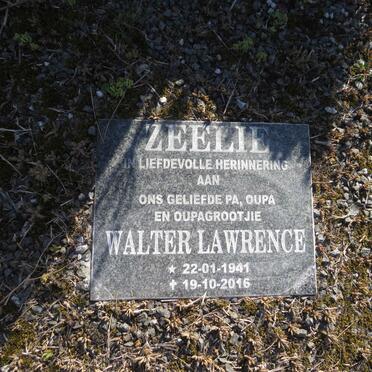 ZEELIE
IN LIEFDEVOLLE HERINNERING
AAN
ONS GELIEFDE PA, OUPA
EN OUPAGROOTJIE
WALTER LAWRENCE
★ 22-01-1941
✝ 19-10-2016